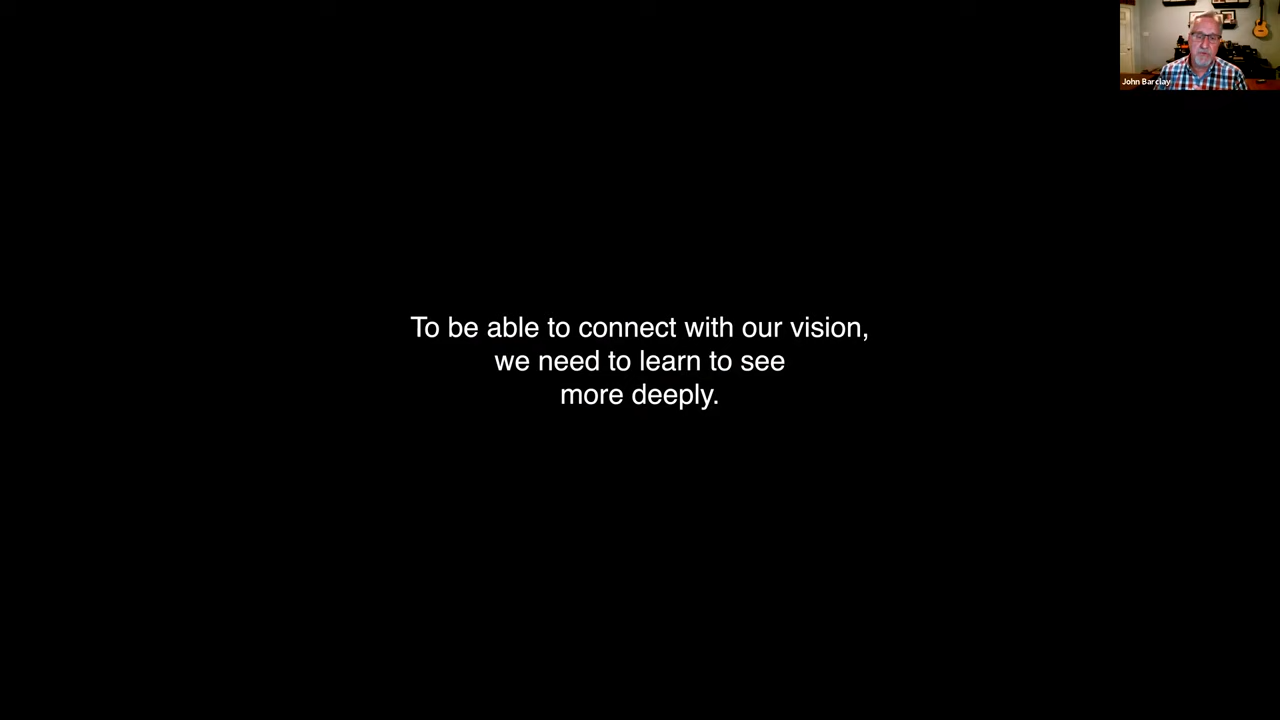 John Barclay
To be able to connect with our vision,
we need to learn to see
more deeply.